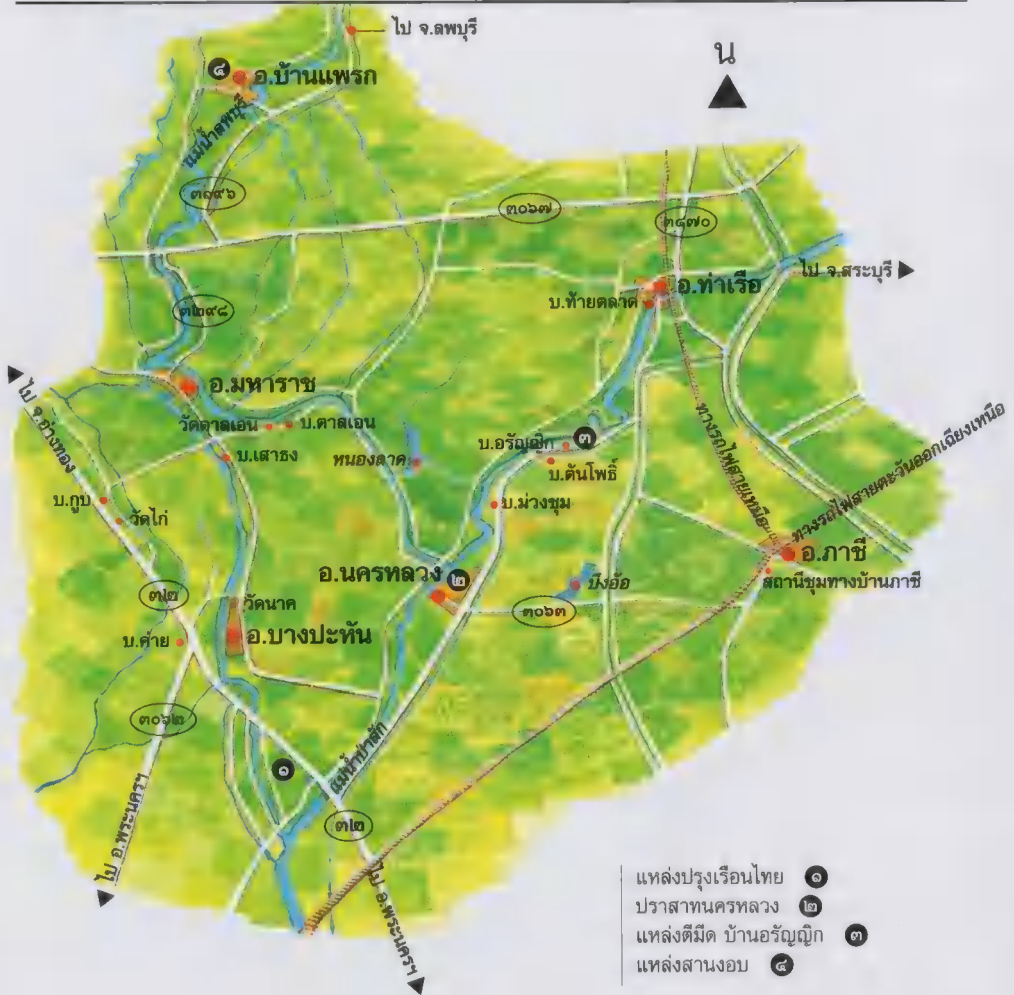 ไป จ.ลพบุรี
น
๔ อ.บ้านแพรก
แม่น้ำลพบุรี
๓๑๙๖
๓๐๖๗
๓๔๗๐
ไป จ.สระบุรี
อ.ท่าเรือ
บ.ท้ายตลาด
๓๒๙๘
อ.มหาราช
ไป จ.อ่างทอง
วัดตาลเอน
บ.ตาลเอน
บ.เสาธง
หนองลาด
บ.อรัญญิก
๓
บ.ต้นโพธิ์
ทางรถไฟสายเหนือ
ทางรถไฟสายตะวันออกเฉียงเหนือ
บ.กูบ
วัดไก่
บ.ม่วงชุม
อ.ภาชี
สถานีชุมทางบ้านภาชี
อ.นครหลวง
๒
บึงอ้อ
๓๒
วัดนาค
๓๐๖๓
อ.บางปะหัน
บ.ค่าย
๓๐๖๒
แม่น้ำป่าสัก
๑
๓๒
ไป อ.พระนครฯ
ไป อ.พระนครฯ
แหล่งปรุงเรือนไทย ๑
ปราสาทนครหลวง ๒
แหล่งตีมีด บ้านอรัญญิก ๓
แหล่งสานงอบ ๔